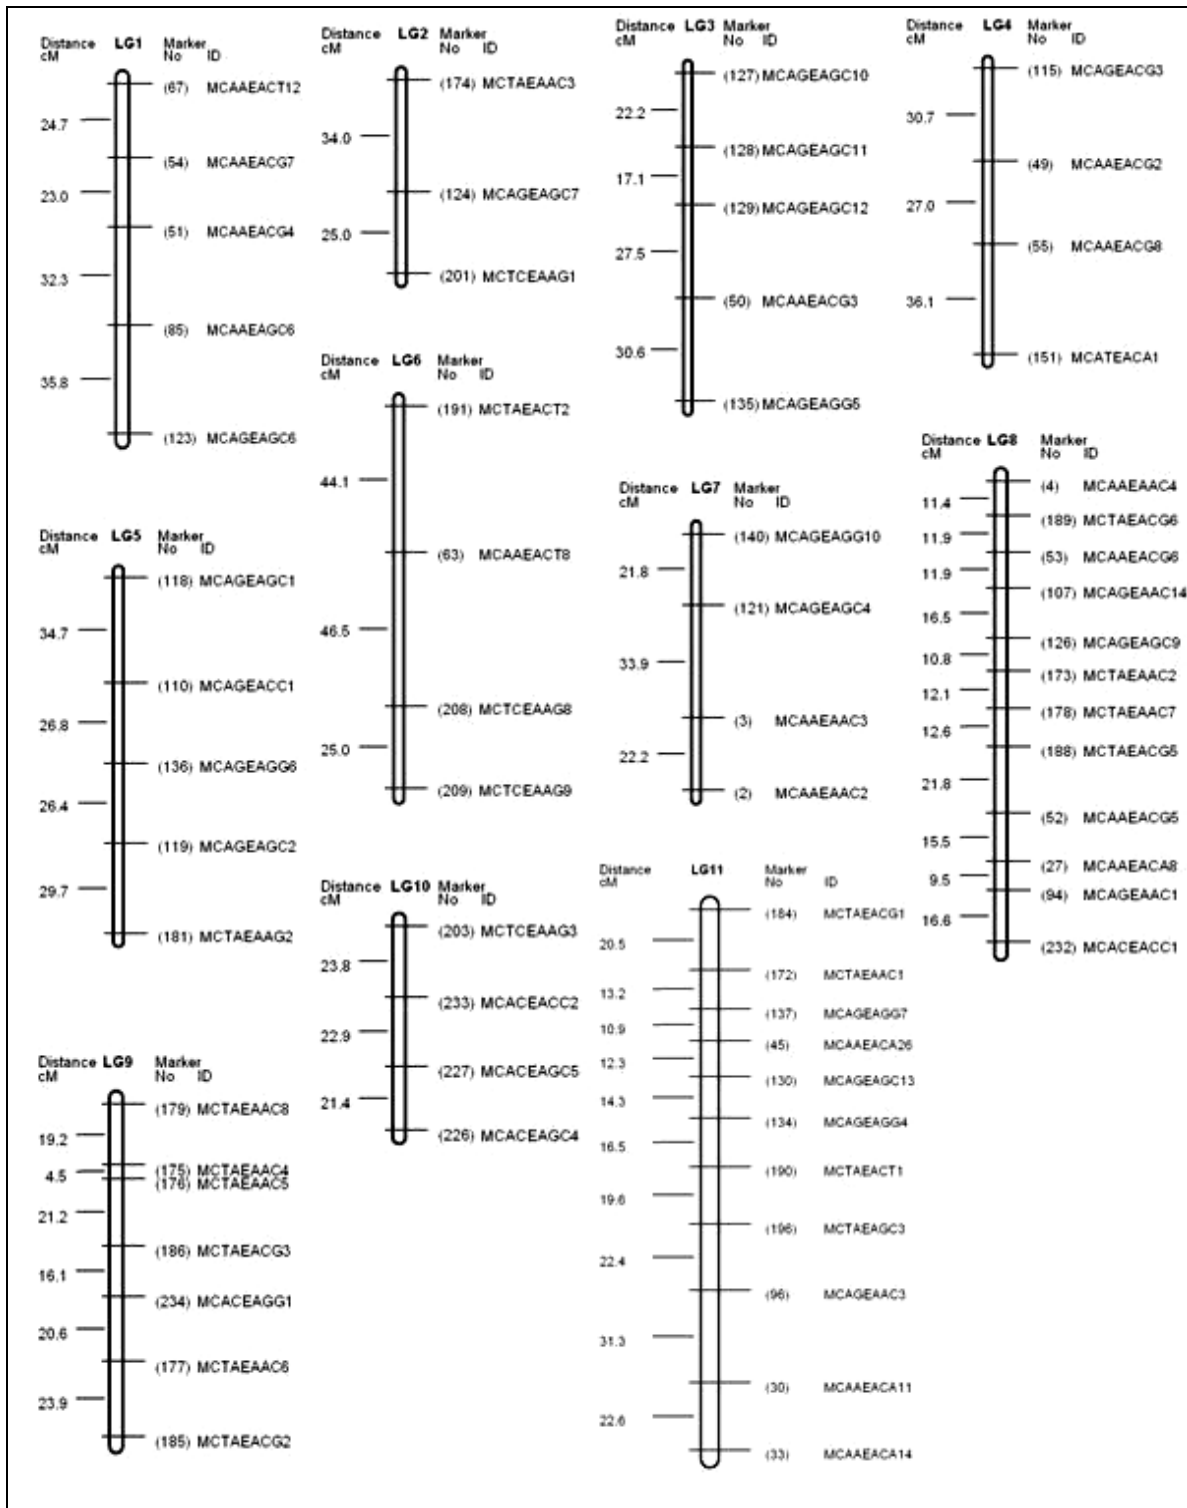 Distance LG1 Marker
cM No ID
(67) MCAAEACT12
24.7
(54) MCAAEACG7
23.0
(51) MCAAEACG4
32.3
(85) MCAAEAGC6
35.8
(123) MCAGEAGC6
Distance LG2 Marker
cM No ID
(174) MCTAEAAC3
34.0
(124) MCAGEAGC7
25.0
(201) MCTCEAAG1
Distance LG3 Marker
cM No ID
(127) MCAGEAGC10
22.2
(128) MCAGEAGC11
17.1
(129) MCAGEAGC12
27.5
(50) MCAAEACG3
30.6
(135) MCAGEAGG5
Distance LG4 Marker
cM No ID
(115) MCAGEACG3
30.7
(49) MCAAEACG2
27.0
(55) MCAAEACG8
36.1
(151) MCATEACA1
Distance LG5 Marker
cM No ID
(118) MCAGEAGC1
34.7
(110) MCAGEACC1
26.8
(136) MCAGEAGG6
26.4
(119) MCAGEAGC2
29.7
(181) MCTAEAAG2
Distance LG6 Marker
cM No ID
(191) MCTAEACT2
44.1
(63) MCAAEACT8
46.5
(208) MCTCEAAG8
25.0
(209) MCTCEAAG9
Distance LG7 Marker
cM No ID
(140) MCAGEAGG10
21.8
(121) MCAGEAGC4
33.9
(3) MCAAEAAC3
22.2
(2) MCAAEAAC2
Distance LG8 Marker
cM No ID
(4) MCAAEAAC4
11.4
(189) MCTAEACG6
11.9
(53) MCAAEACG6
11.9
(107) MCAGEAAC14
16.5
(126) MCAGEAGC9
10.8
(173) MCTAEAAC2
12.1
(178) MCTAEAAC7
12.6
(188) MCTAEACG5
21.8
(52) MCAAEACG5
15.5
(27) MCAAEACA8
9.5
(94) MCAGEAAC1
16.6
(232) MCACEACC1
Distance LG9 Marker
cM No ID
(179) MCTAEAAC8
19.2
(175) MCTAEAAC4
4.5
(176) MCTAEAAC5
21.2
(186) MCTAEACG3
16.1
(234) MCACEAGG1
20.6
(177) MCTAEAAC6
23.9
(185) MCTAEACG2
Distance LG10 Marker
cM No ID
(203) MCTCEAAG3
23.8
(233) MCACEACC2
22.9
(227) MCACEAGC5
21.4
(226) MCACEAGC4
Distance LG11 Marker
cM No ID
(184) MCTAEACG1
20.5
(172) MCTAEAAC1
13.2
(137) MCAGEAGG7
10.9
(45) MCAAEACA26
12.3
(130) MCAGEAGC13
14.3
(134) MCAGEAGG4
16.5
(190) MCTAEACT1
19.6
(196) MCTAEAGC3
22.4
(96) MCAGEAAC3
31.3
(30) MCAAEACA11
22.6
(33) MCAAEACA14